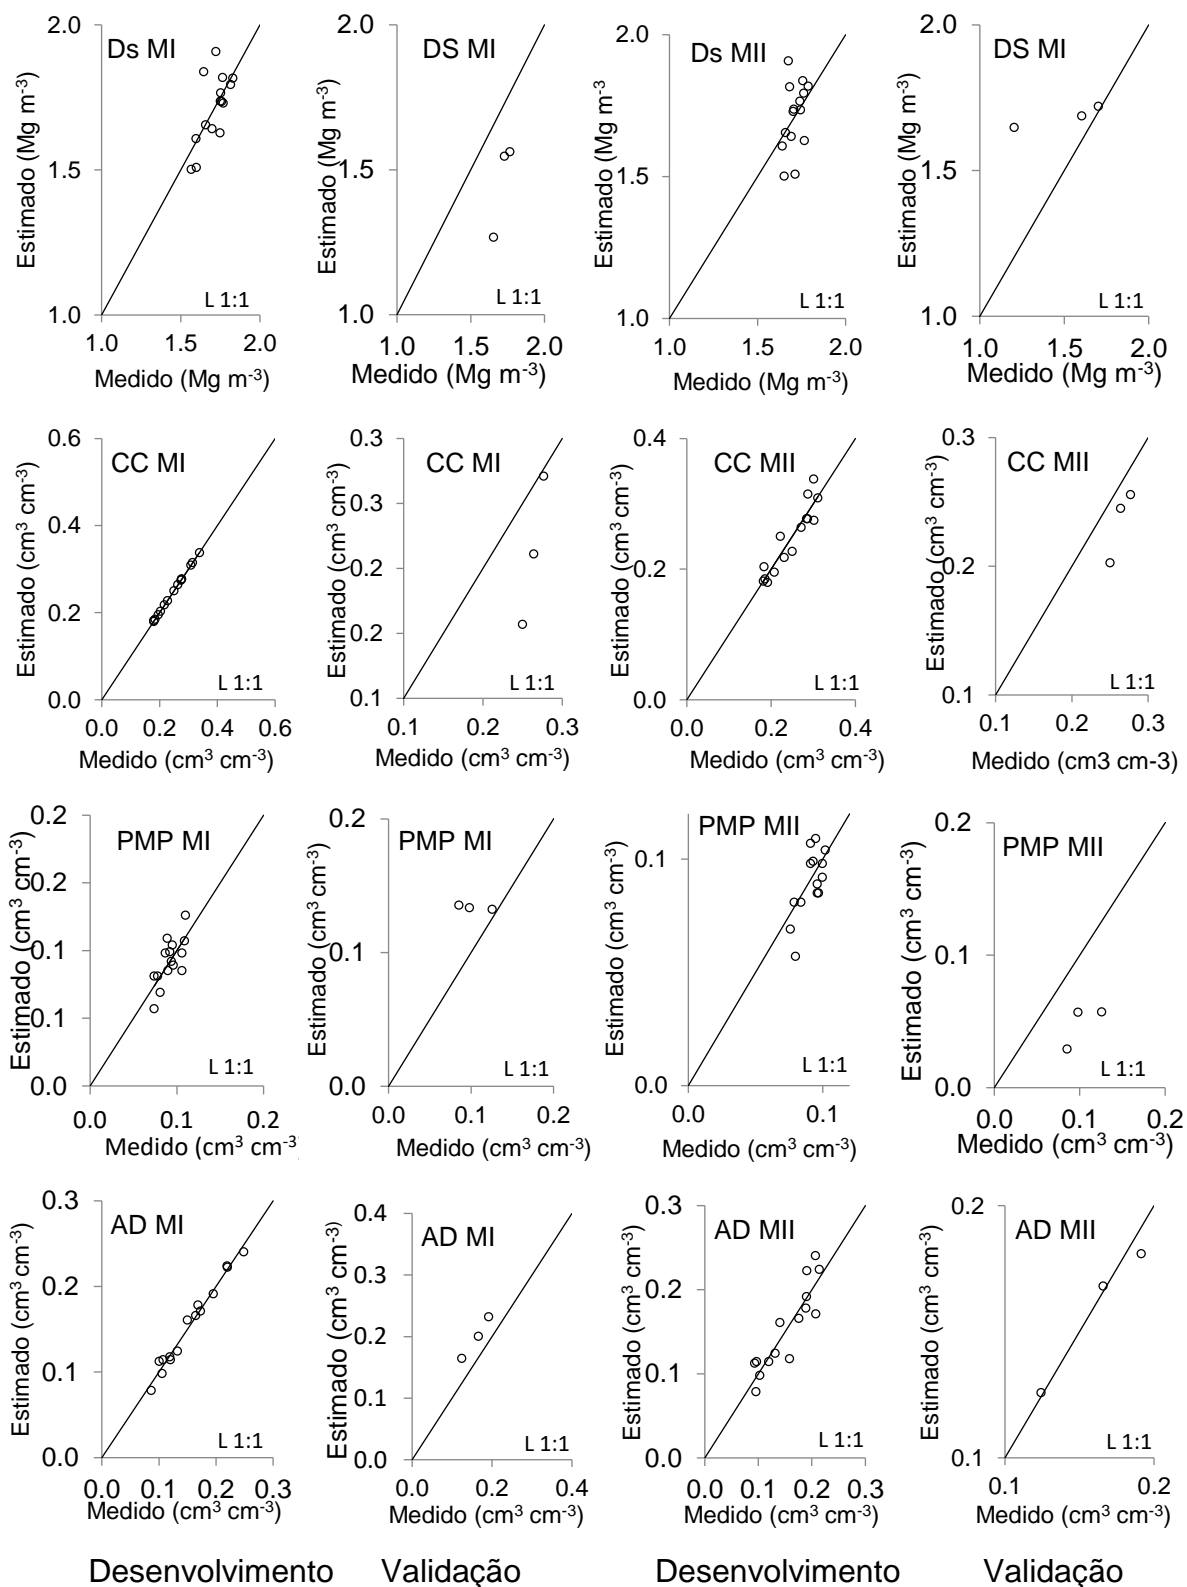 2.0
Ds MI
1.5
1.0
L 1:1
1.0 1.5 2.0
Estimado (Mg m-3)
Medido (Mg m-3)
2.0
DS MI
1.5
1.0
L 1:1
1.0 1.5 2.0
Estimado (Mg m-3)
Medido (Mg m-3)
2.0
Ds MII
1.5
1.0
L 1:1
1.0 1.5 2.0
Estimado (Mg m-3
Medido (Mg m-3)
2.0
DS MI
1.5
1.0
L 1:1
1.0 1.5 2.0
Estimado (Mg m-3)
Medido (Mg m-3)
0.6
CC MI
0.4
0.2
0.0
L 1:1
0.0 0.2 0.4 0.6
Estimado (cm3 cm-3)
Medido (cm3 cm-3)
0.3
CC MI
0.3
0.2
0.2
0.1
L 1:1
0.1 0.2 0.3
Estimado (cm3 cm-3)
Medido (cm3 cm-3)
0.4
CC MII
0.2
0.0
L 1:1
0.0 0.2 0.4
Estimado (cm3 cm-3)
Medido (cm3 cm-3)
0.3
CC MII
0.2
0.1
L 1:1
0.1 0.2 0.3
Estimado (cm3 cm-3)
Medido (cm3 cm-3)
0.2
PMP MI
0.2
0.1
0.1
0.0
L 1:1
0.0 0.1 0.2
Estimado (cm3 cm-3)
Medido (cm3 cm-3)
0.2
PMP MI
0.1
0.0
L 1:1
0.0 0.1 0.2
Estimado (cm3 cm-3)
Medido (cm3 cm-3)
PMP MII
0.1
0.0
L 1:1
0.0 0.1
Estimado (cm3 cm-3)
Medido (cm3 cm-3)
0.2
PMP MII
0.1
0.0
L 1:1
0.0 0.1 0.2
Estimado (cm3 cm-3)
Medido (cm3 cm-3)
0.3
AD MI
0.2
0.1
0.0
L 1:1
0.0 0.1 0.2 0.3
Estimado (cm3 cm-3)
Medido (cm3 cm-3)
0.4
AD MI
0.3
0.2
0.1
0.0
L 1:1
0.0 0.2 0.4
Estimado (cm3 cm-3)
Medido (cm3 cm-3)
0.3
AD MII
0.2
0.1
0.0
L 1:1
0.0 0.1 0.2 0.3
Estimado (cm3 cm-3)
Medido (cm3 cm-3)
0.2
AD MII
0.1
L 1:1
0.1 0.2
Estimado (cm3 cm-3)
Medido (cm3 cm-3)
Desenvolvimento Validação Desenvolvimento Validação